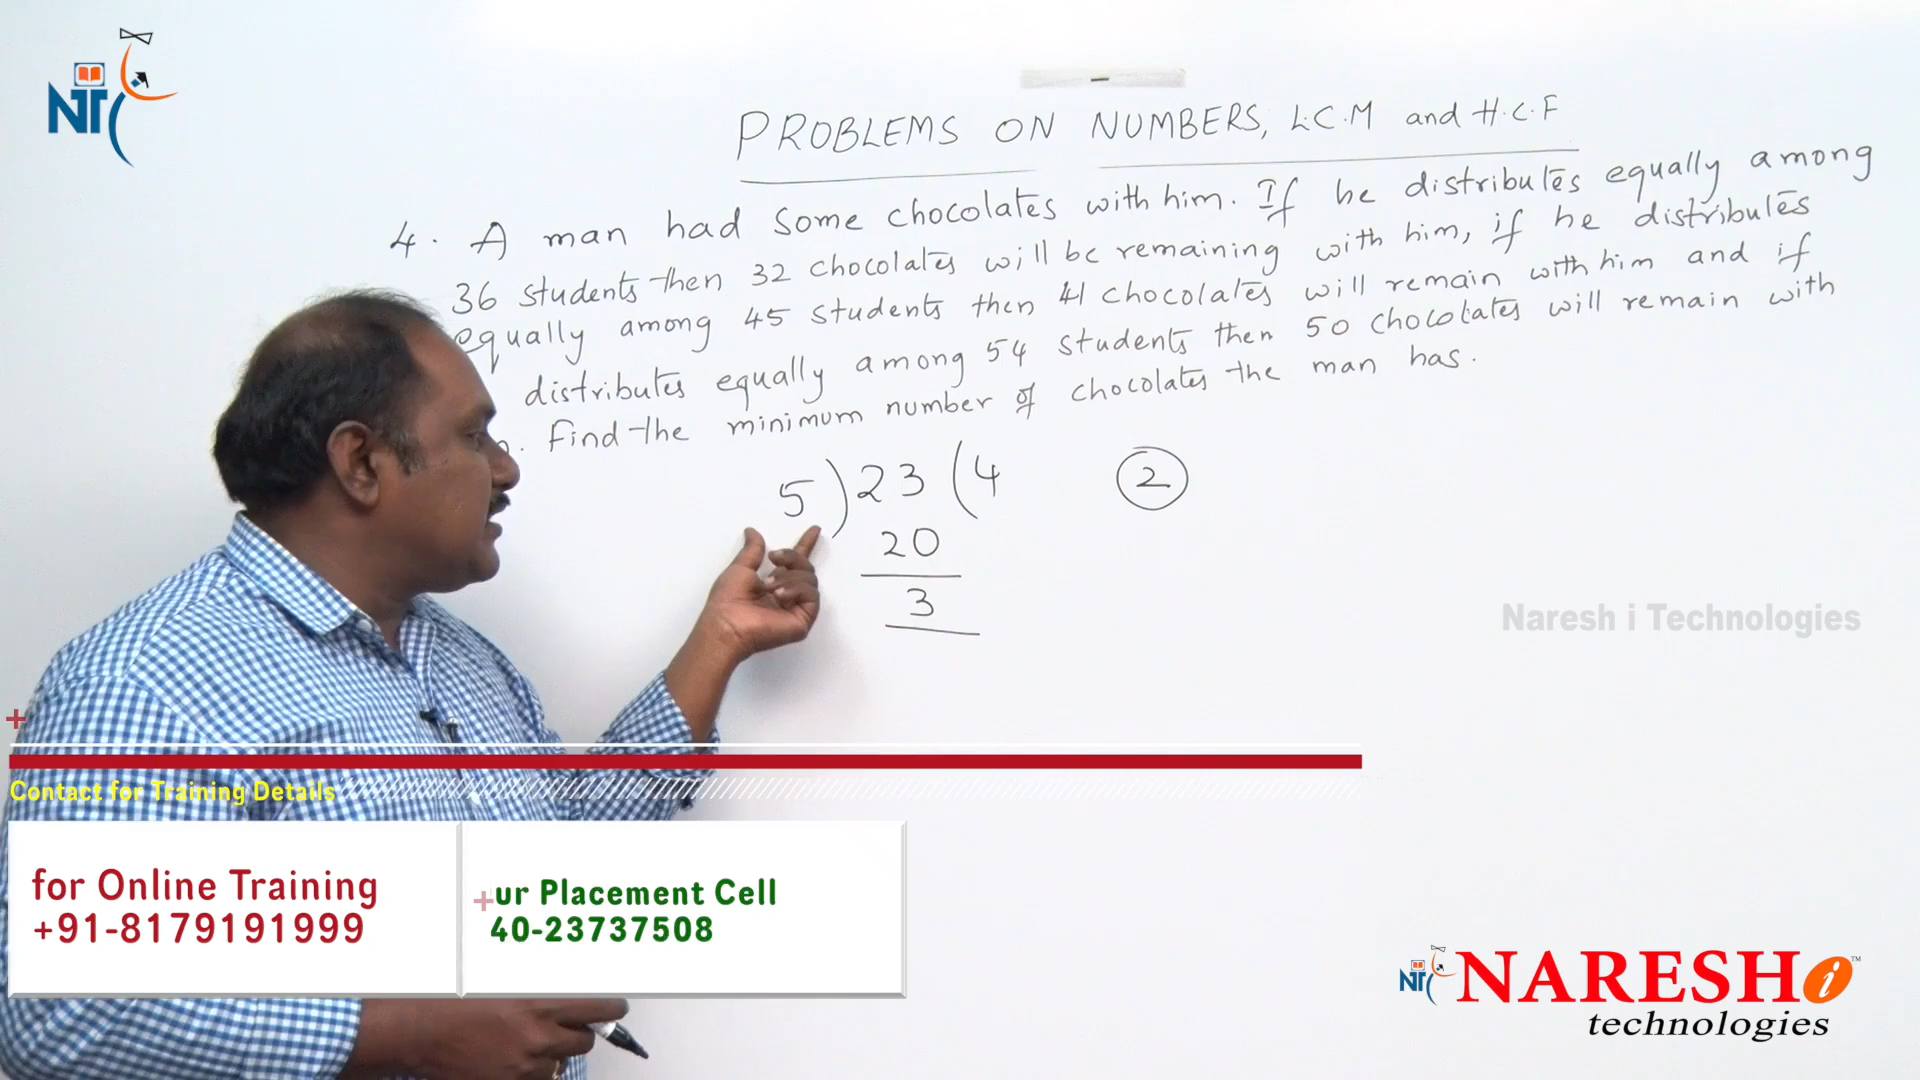 NT
PROBLEMS ON NUMBERS, L.C.M and H.C.F
4. A man had some chocolates with him. If he distributes equally among
36 students then 32 chocolates will be remaining with him, if he distributes
equally among 45 students then 41 chocolates will remain with him and if
distributes equally among 54 students then 50 chocolates will remain with
. Find the minimum number of chocolates the man has.
5) 23 (4
20
3
2
Naresh i Technologies
Contact for Training Details
for Online Training
+91-8179191999
ur Placement Cell
40-23737508
NT NARESH i ™
technologies